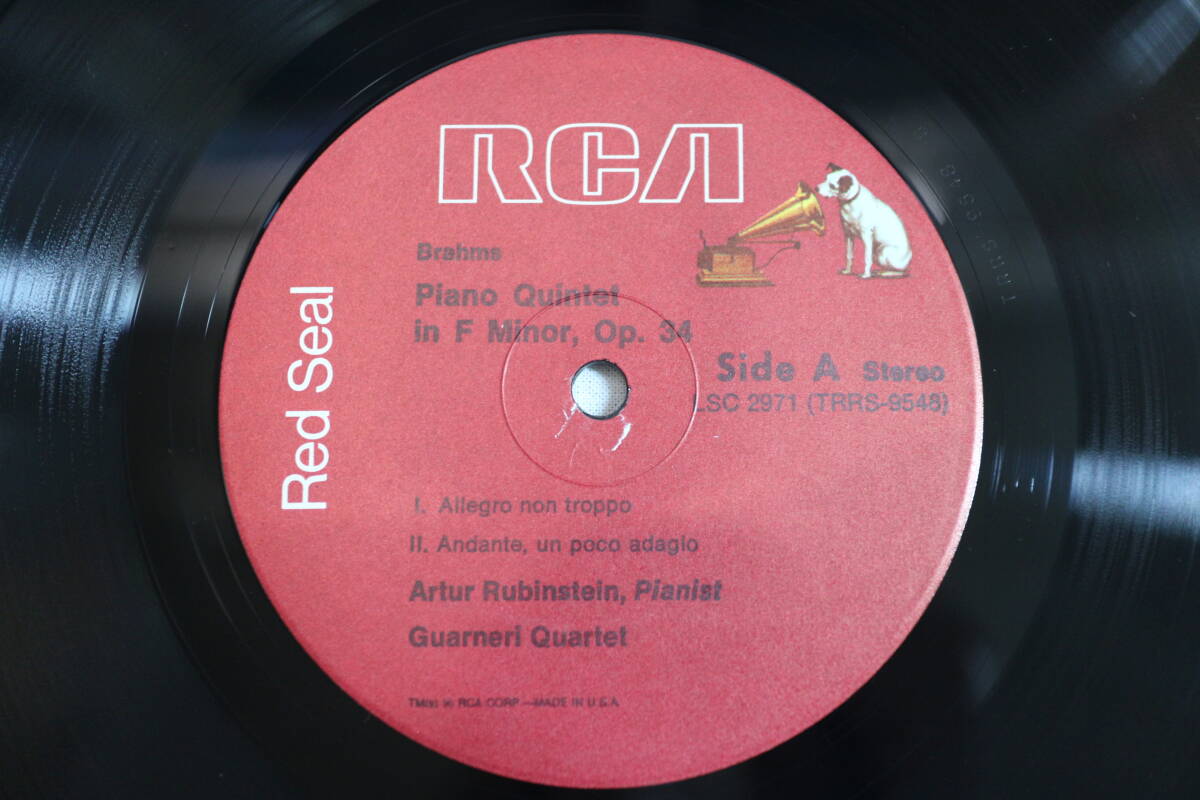 RCA
Brahms
Piano Quintet
in F Minor, Op. 34
Side A Stereo
LSC 2971 (TRRS-9548)
Red Seal
I. Allegro non troppo
II. Andante, un poco adagio
Artur Rubinstein, Pianist
Guarneri Quartet
TM(s) ® RCA CORP.—MADE IN U.S.A.